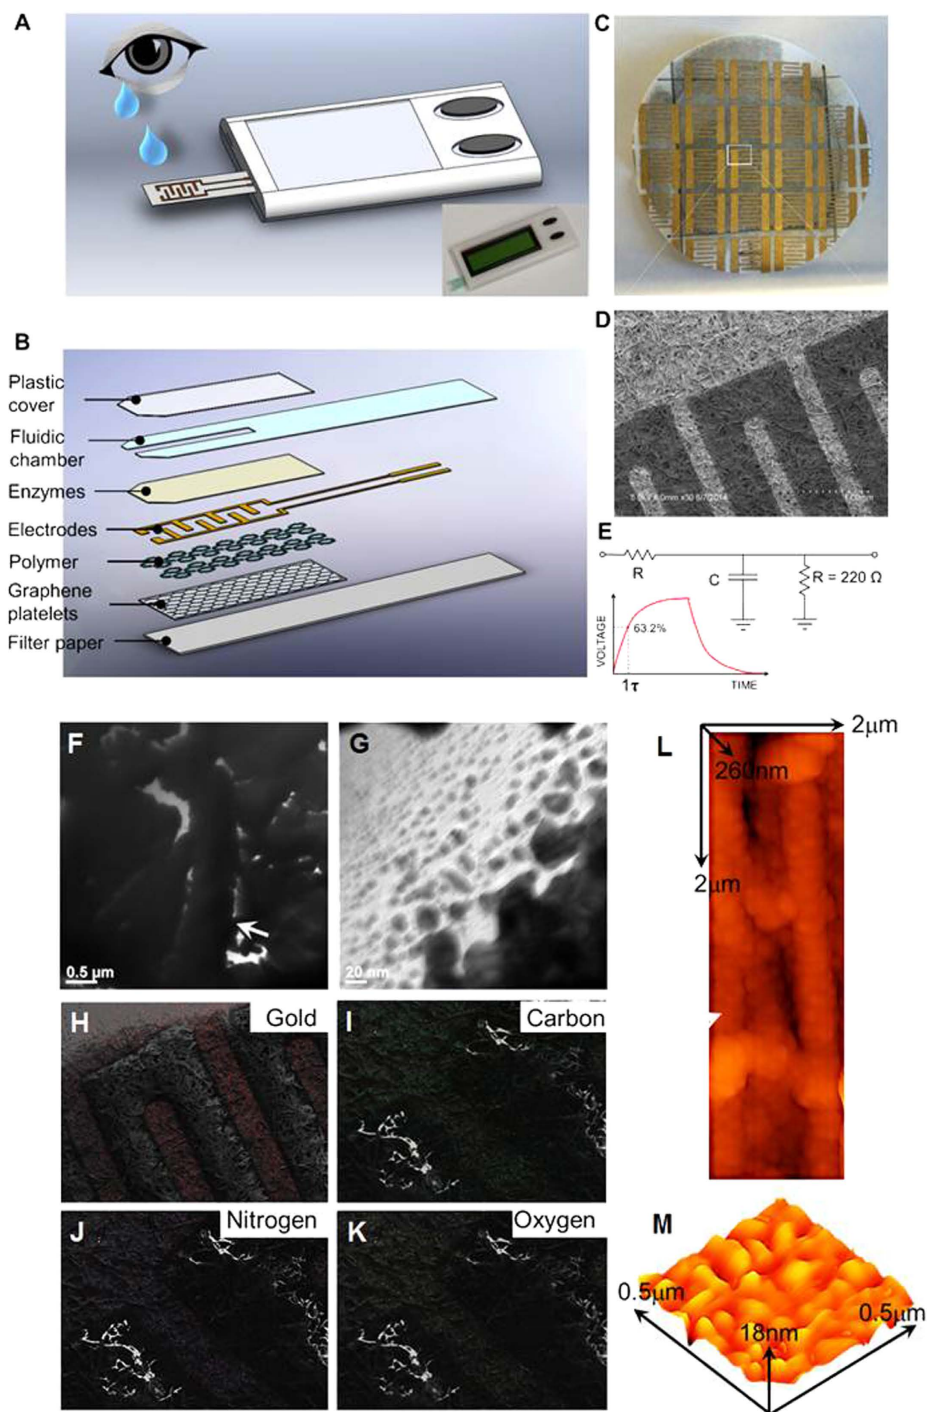 A
C
B
Plastic
cover
Fluidic
chamber
Enzymes
Electrodes
Polymer
Graphene
platelets
Filter paper
D
E
R
C
R = 220 Ω
VOLTAGE
63.2%
1τ
TIME
F
0.5 μm
G
20 nm
L
2μm
260nm
2μm
H
Gold
I
Carbon
J
Nitrogen
K
Oxygen
M
0.5μm
0.5μm
18nm